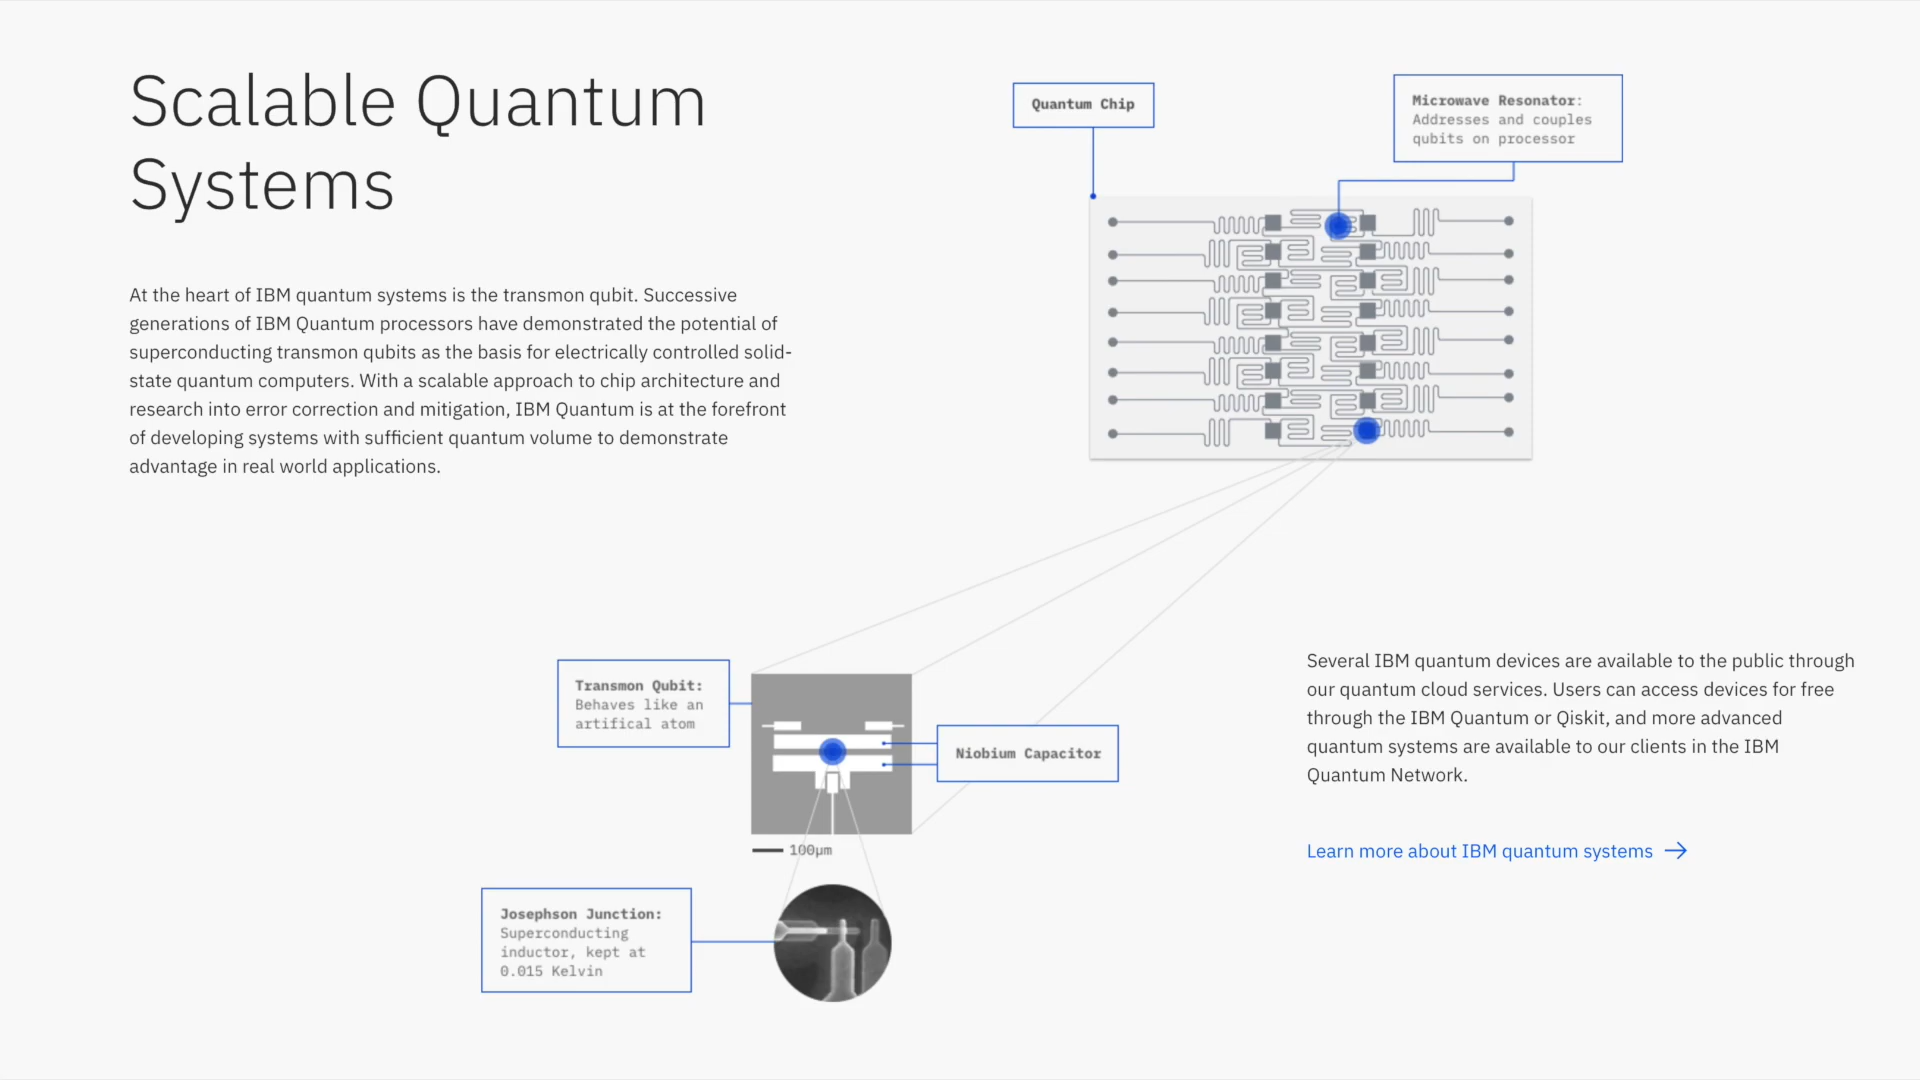 Scalable Quantum
Systems
At the heart of IBM quantum systems is the transmon qubit. Successive
generations of IBM Quantum processors have demonstrated the potential of
superconducting transmon qubits as the basis for electrically controlled solid-
state quantum computers. With a scalable approach to chip architecture and
research into error correction and mitigation, IBM Quantum is at the forefront
of developing systems with sufficient quantum volume to demonstrate
advantage in real world applications.
Quantum Chip
Microwave Resonator:
Addresses and couples
qubits on processor
Transmon Qubit:
Behaves like an
artifical atom
Niobium Capacitor
100μm
Josephson Junction:
Superconducting
inductor, kept at
0.015 Kelvin
Several IBM quantum devices are available to the public through
our quantum cloud services. Users can access devices for free
through the IBM Quantum or Qiskit, and more advanced
quantum systems are available to our clients in the IBM
Quantum Network.
Learn more about IBM quantum systems →